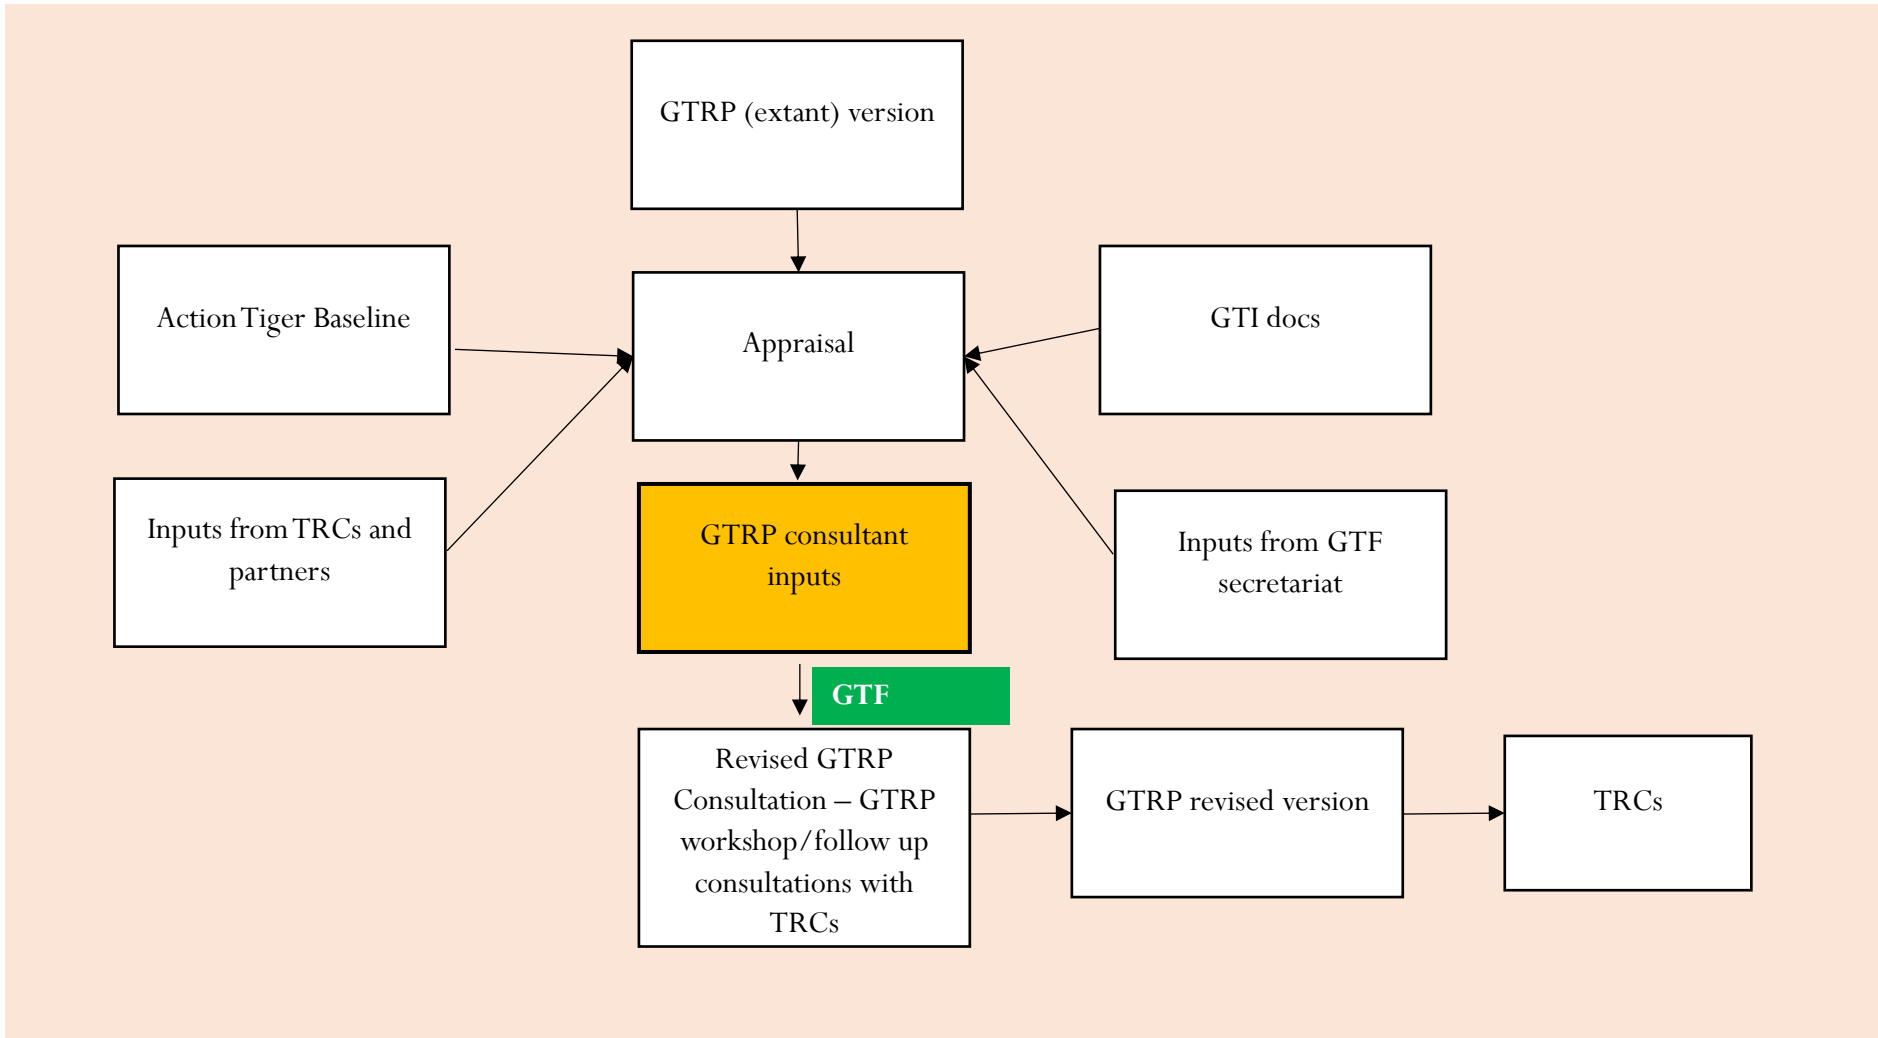 GTRP (extant) version
Action Tiger Baseline
Appraisal
GTI docs
Inputs from TRCs and
partners
GTRP consultant
inputs
Inputs from GTF
secretariat
GTF
Revised GTRP
Consultation – GTRP
workshop/follow up
consultations with
TRCs
GTRP revised version
TRCs